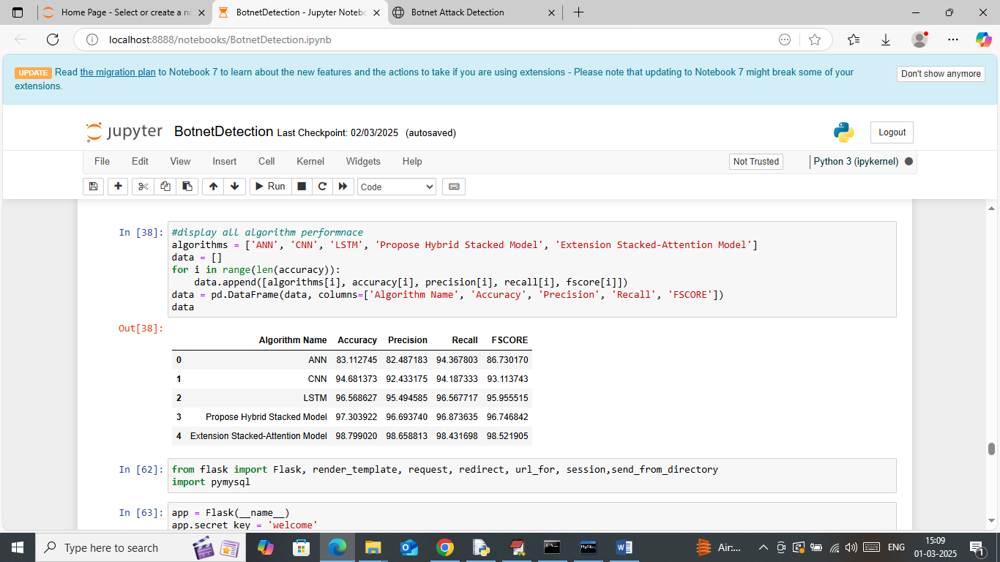 Home Page - Select or create a no
BotnetDetection - Jupyter Notebo
Botnet Attack Detection
localhost:8888/notebooks/BotnetDetection.ipynb
UPDATE Read the migration plan to Notebook 7 to learn about the new features and the actions to take if you are using extensions - Please note that updating to Notebook 7 might break some of your
extensions.
Don't show anymore
jupyter BotnetDetection Last Checkpoint: 02/03/2025 (autosaved)
Logout
File Edit View Insert Cell Kernel Widgets Help
Not Trusted
Python 3 (ipykernel)
Run
Code
In [38]: #display all algorithm performnace
algorithms = ['ANN', 'CNN', 'LSTM', 'Propose Hybrid Stacked Model', 'Extension Stacked-Attention Model']
data = []
for i in range(len(accuracy)):
data.append([algorithms[i], accuracy[i], precision[i], recall[i], fscore[i]])
data = pd.DataFrame(data, columns=['Algorithm Name', 'Accuracy', 'Precision', 'Recall', 'FSCORE'])
data
Out[38]:
Algorithm Name Accuracy Precision Recall FSCORE
0 ANN 83.112745 82.487183 94.367803 86.730170
1 CNN 94.681373 92.433175 94.187333 93.113743
2 LSTM 96.568627 95.494585 96.567717 95.955515
3 Propose Hybrid Stacked Model 97.303922 96.693740 96.873635 96.746842
4 Extension Stacked-Attention Model 98.799020 98.658813 98.431698 98.521905
In [62]: from flask import Flask, render_template, request, redirect, url_for, session,send_from_directory
import pymysql
In [63]: app = Flask(__name__)
app.secret_key = 'welcome'
Type here to search
Air:...
ENG
15:09
01-03-2025
1